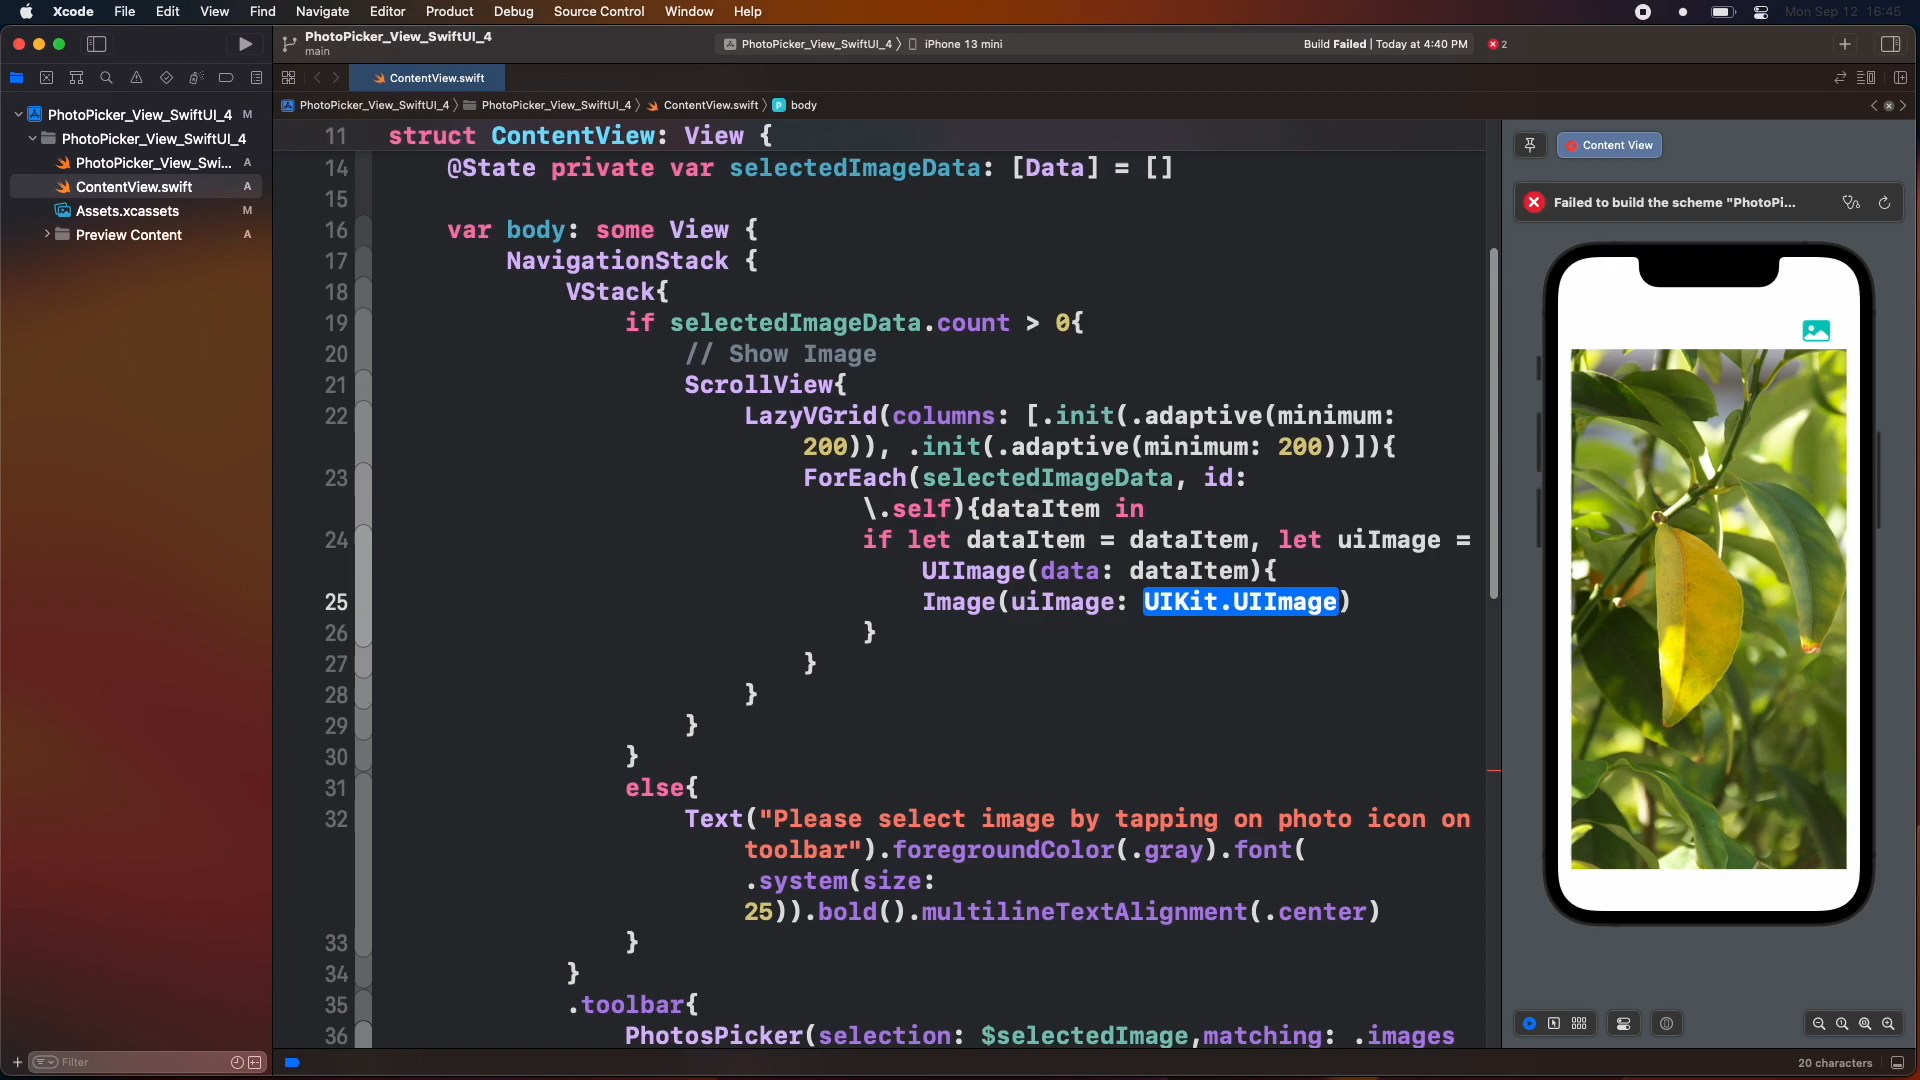 Xcode File Edit View Find Navigate Editor Product Debug Source Control Window Help Mon Sep 12 16:45
PhotoPicker_View_SwiftUI_4
main
PhotoPicker_View_SwiftUI_4 iPhone 13 mini
Build Failed | Today at 4:40 PM 2
ContentView.swift
PhotoPicker_View_SwiftUI_4 PhotoPicker_View_SwiftUI_4 ContentView.swift P body
PhotoPicker_View_SwiftUI_4 M
PhotoPicker_View_SwiftUI_4
PhotoPicker_View_Swi... A
ContentView.swift A
Assets.xcassets M
Preview Content A
11 struct ContentView: View {
14 @State private var selectedImageData: [Data] = []
15
16 var body: some View {
17 NavigationStack {
18 VStack{
19 if selectedImageData.count > 0{
20 // Show Image
21 ScrollView{
22 LazyVGrid(columns: [.init(.adaptive(minimum:
200)), .init(.adaptive(minimum: 200))]){
23 ForEach(selectedImageData, id:
\.self){dataItem in
24 if let dataItem = dataItem, let uiImage =
UIImage(data: dataItem){
25 Image(uiImage: UIKit.UIImage)
26 }
27 }
28 }
29 }
30 }
31 else{
32 Text("Please select image by tapping on photo icon on
toolbar").foregroundColor(.gray).font(
.system(size:
25)).bold().multilineTextAlignment(.center)
33 }
34 }
35 .toolbar{
36 PhotosPicker(selection: $selectedImage,matching: .images
Content View
Failed to build the scheme "PhotoPi...
Filter
20 characters